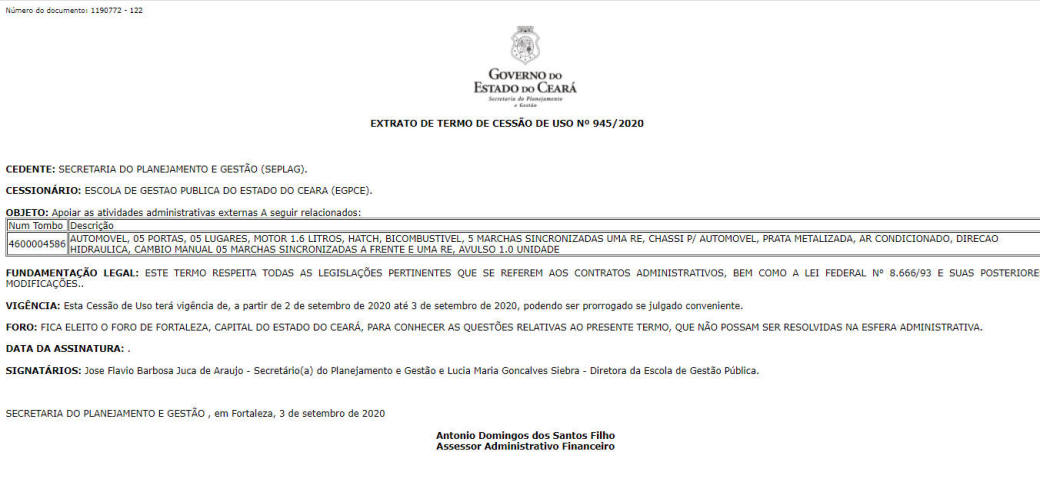 Número do documento: 1190772 - 122
GOVERNO DO
ESTADO DO CEARÁ
Secretaria do Planejamento
e Gestão
EXTRATO DE TERMO DE CESSÃO DE USO Nº 945/2020
CEDENTE: SECRETARIA DO PLANEJAMENTO E GESTÃO (SEPLAG).
CESSIONÁRIO: ESCOLA DE GESTAO PUBLICA DO ESTADO DO CEARA (EGPCE).
OBJETO: Apoiar as atividades administrativas externas A seguir relacionados:
Num Tombo Descrição
4600004586 AUTOMOVEL, 05 PORTAS, 05 LUGARES, MOTOR 1.6 LITROS, HATCH, BICOMBUSTIVEL, 5 MARCHAS SINCRONIZADAS UMA RE, CHASSI P/ AUTOMOVEL, PRATA METALIZADA, AR CONDICIONADO, DIRECAO
HIDRAULICA, CAMBIO MANUAL 05 MARCHAS SINCRONIZADAS A FRENTE E UMA RE, AVULSO 1.0 UNIDADE
FUNDAMENTAÇÃO LEGAL: ESTE TERMO RESPEITA TODAS AS LEGISLAÇÕES PERTINENTES QUE SE REFEREM AOS CONTRATOS ADMINISTRATIVOS, BEM COMO A LEI FEDERAL Nº 8.666/93 E SUAS POSTERIORE
MODIFICAÇÕES..
VIGÊNCIA: Esta Cessão de Uso terá vigência de, a partir de 2 de setembro de 2020 até 3 de setembro de 2020, podendo ser prorrogado se julgado conveniente.
FORO: FICA ELEITO O FORO DE FORTALEZA, CAPITAL DO ESTADO DO CEARÁ, PARA CONHECER AS QUESTÕES RELATIVAS AO PRESENTE TERMO, QUE NÃO POSSAM SER RESOLVIDAS NA ESFERA ADMINISTRATIVA.
DATA DA ASSINATURA: .
SIGNATÁRIOS: Jose Flavio Barbosa Juca de Araujo - Secretário(a) do Planejamento e Gestão e Lucia Maria Goncalves Siebra - Diretora da Escola de Gestão Pública.
SECRETARIA DO PLANEJAMENTO E GESTÃO , em Fortaleza, 3 de setembro de 2020
Antonio Domingos dos Santos Filho
Assessor Administrativo Financeiro